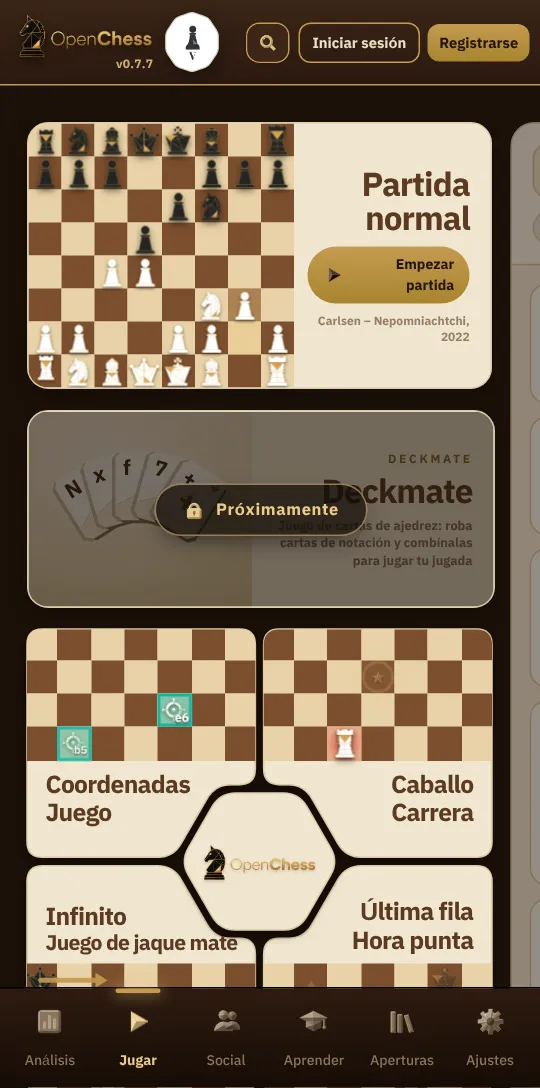 OpenChess
v0.7.7
V
Iniciar sesión
Registrarse
Partida
normal
Empezar
partida
Carlsen – Nepomniachtchi,
2022
N x f 7 +
DECKMATE
Deckmate
Próximamente
Juego de cartas de ajedrez: roba
cartas de notación y combínalas
para jugar tu jugada
e6
b5
Coordenadas
Juego
Caballo
Carrera
OpenChess
Infinito
Juego de jaque mate
Última fila
Hora punta
Análisis
Jugar
Social
Aprender
Aperturas
Ajustes